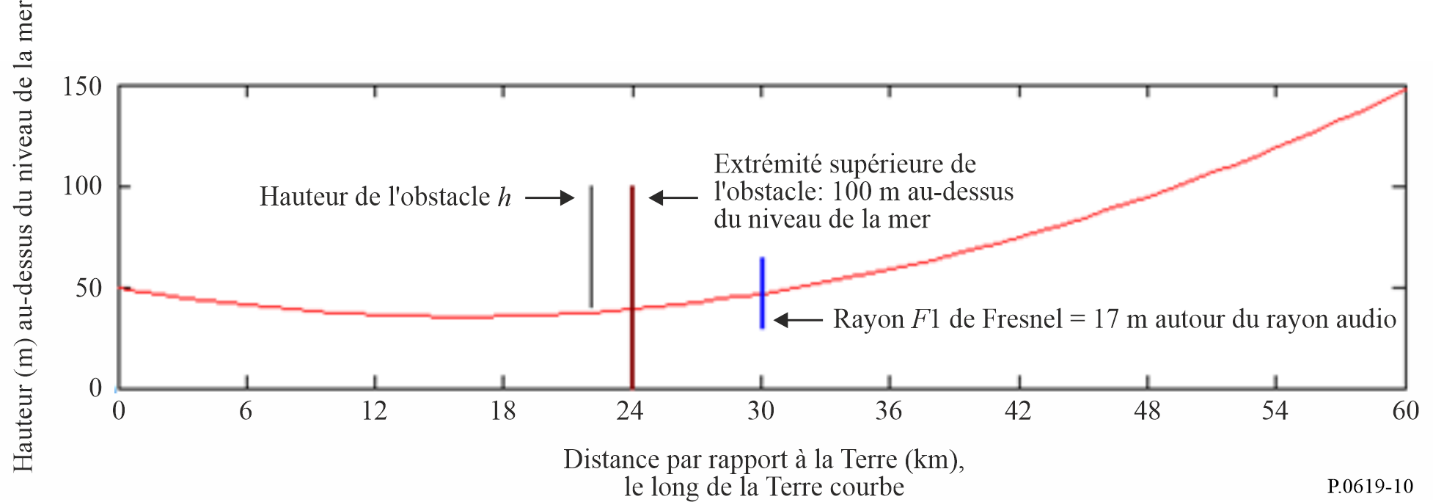 Hauteur (m) au-dessus du niveau de la mer
150
100
50
0
Hauteur de l'obstacle h
Extrémité supérieure de
l'obstacle: 100 m au-dessus
du niveau de la mer
Rayon F1 de Fresnel = 17 m autour du rayon audio
0 6 12 18 24 30 36 42 48 54 60
Distance par rapport à la Terre (km),
le long de la Terre courbe
P.0619-10